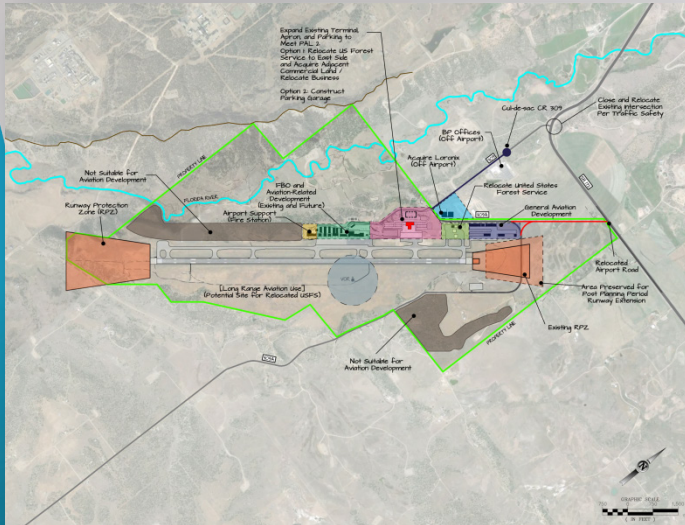 Expand Existing Terminal,
Apron, and Parking to
Meet PAL 2
Option 1: Relocate US Forest
Service to East Side
and Acquire Adjacent
Commercial Land /
Relocate Business
Option 2: Construct
Parking Garage
Cul-de-sac CR 309
Close and Relocate
Existing Intersection
Per Traffic Safety
BP Offices
(Off Airport)
Acquire Loronix
(Off Airport)
Relocate United States
Forest Service
General Aviation
Development
Not Suitable for
Aviation Development
PROPERTY LINE
FLORIDA RIVER
FBO and
Aviation-Related
Development
(Existing and Future)
Airport Support
(Fire Station)
Runway Protection
Zone (RPZ)
[Long Range Aviation Use]
(Potential Site for Relocated USFS)
Relocated
Airport Road
Area Preserved for
Post Planning Period
Runway Extension
Existing RPZ
PROPERTY LINE
Not Suitable for
Aviation Development
GRAPHIC SCALE
( IN FEET )